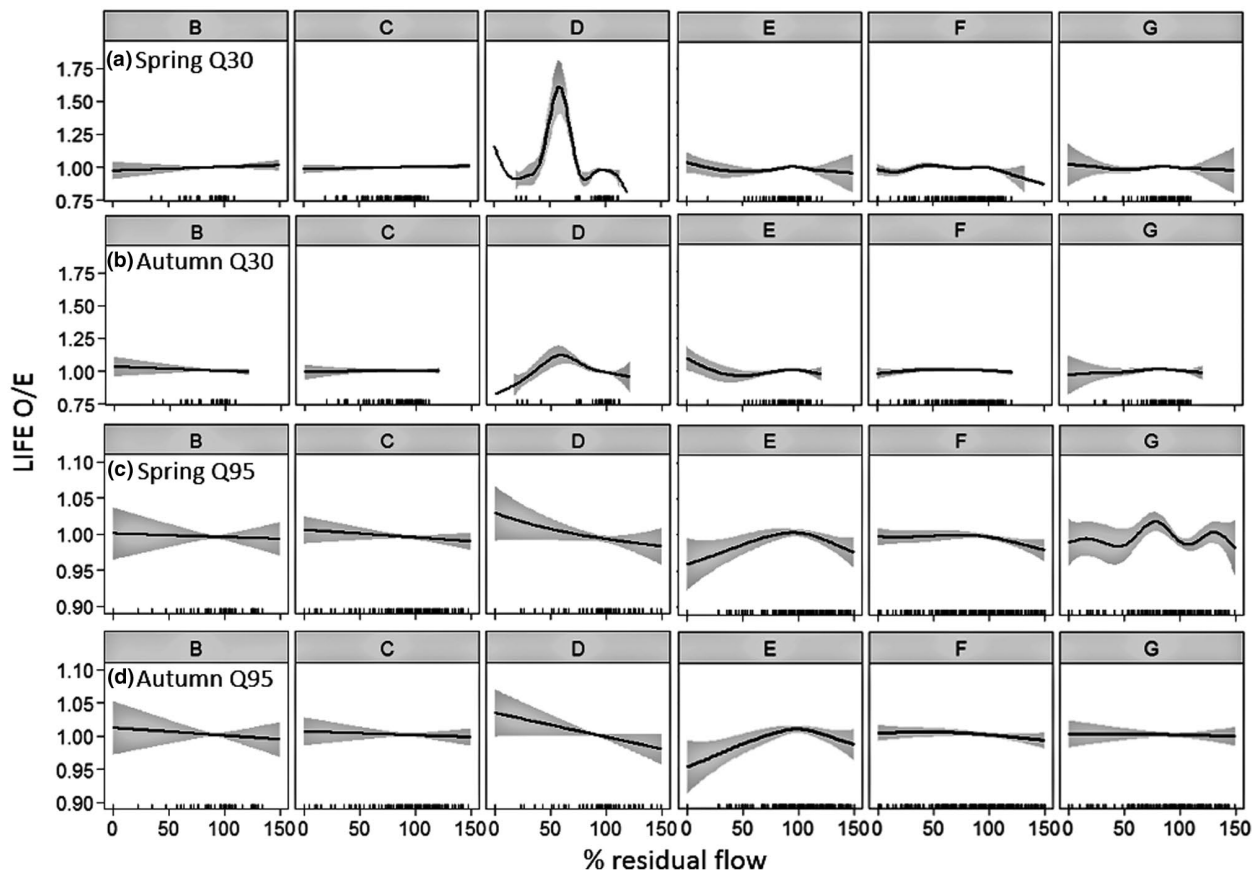 B C D E F G
(a) Spring Q30
1.75
1.50
1.25
1.00
0.75
B C D E F G
(b) Autumn Q30
1.75
1.50
1.25
1.00
0.75
B C D E F G
(c) Spring Q95
1.10
1.05
1.00
0.95
0.90
B C D E F G
(d) Autumn Q95
1.10
1.05
1.00
0.95
0.90
LIFE O/E
0 50 100 150 0 50 100 150 0 50 100 150 0 50 100 150 0 50 100 150 0 50 100 150
% residual flow